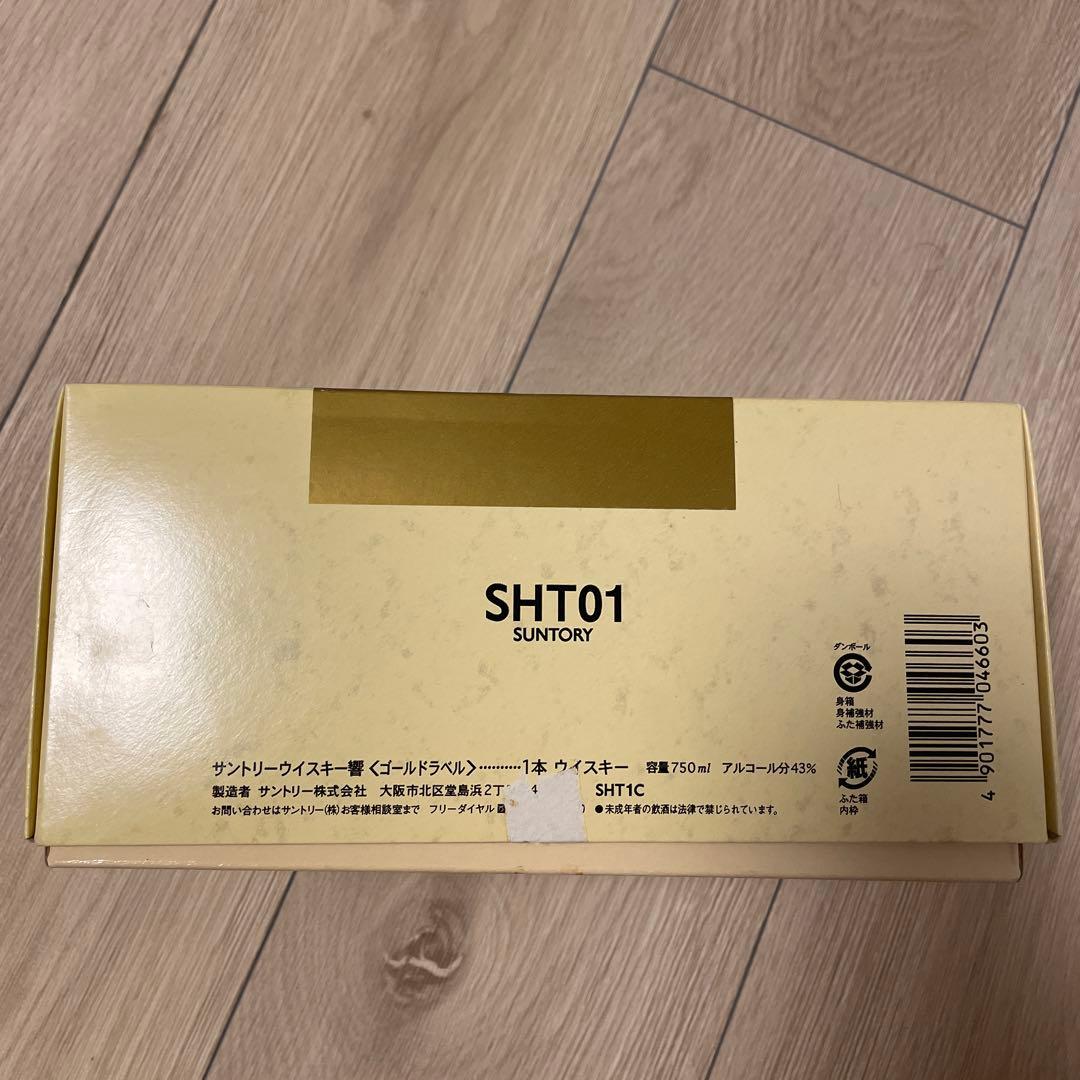 SHT01
SUNTORY
ダンボール
身箱
身補強材
ふた補強材
紙
ふた箱
内枠
4 901777 046603
サントリーウイスキー響〈ゴールドラベル〉‥‥‥‥1本 ウイスキー 容量750ml アルコール分43%
製造者 サントリー株式会社 大阪市北区堂島浜2丁 4 SHT1C
お問い合わせはサントリー(株)お客様相談室まで フリーダイヤル 0 ●未成年者の飲酒は法律で禁じられています。